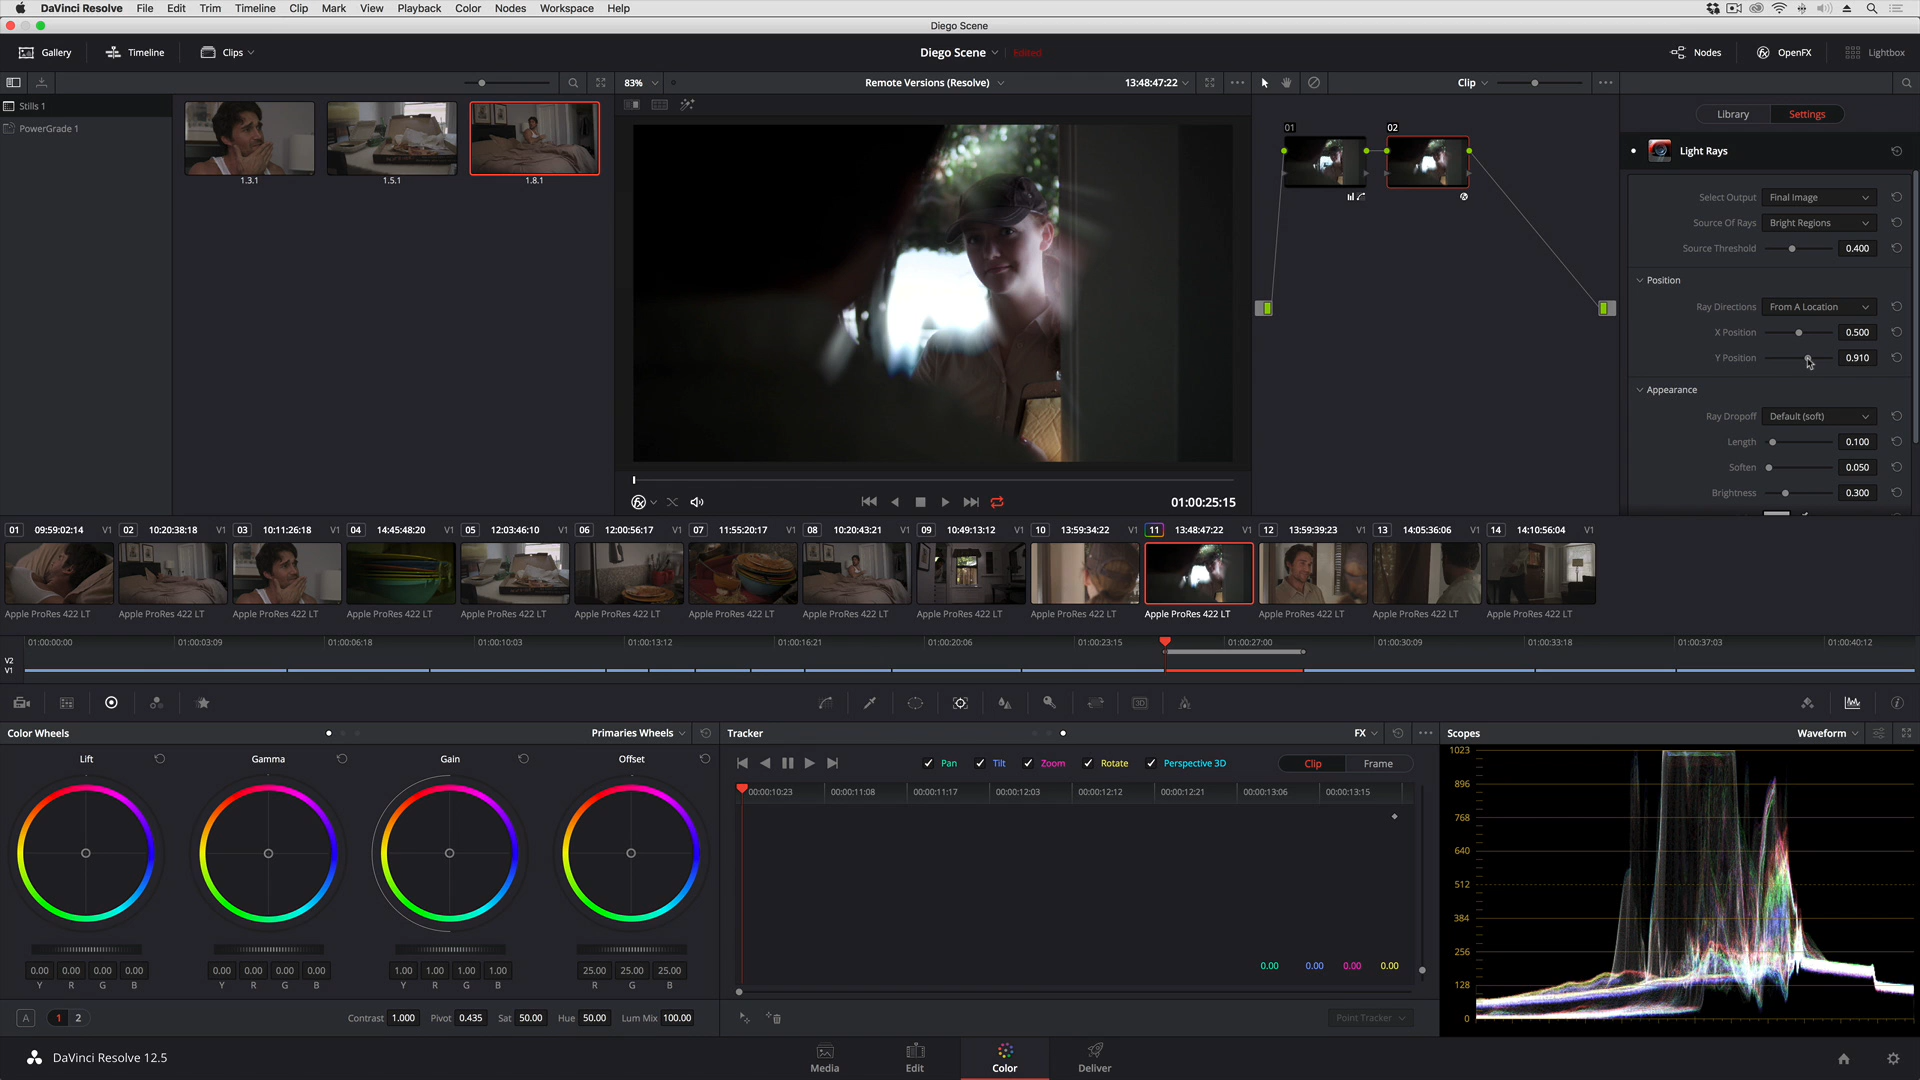 DaVinci Resolve File Edit Trim Timeline Clip Mark View Playback Color Nodes Workspace Help
Diego Scene
Gallery Timeline Clips Diego Scene Edited Nodes OpenFX Lightbox
83% Remote Versions (Resolve) 13:48:47:22 Clip
Stills 1
PowerGrade 1
1.3.1 1.5.1 1.8.1
01 02
Library Settings
Light Rays
Select Output Final Image
Source Of Rays Bright Regions
Source Threshold 0.400
Position
Ray Directions From A Location
X Position 0.500
Y Position 0.910
Appearance
Ray Dropoff Default (soft)
Length 0.100
Soften 0.050
Brightness 0.300
01:00:25:15
01 09:59:02:14 V1 02 10:20:38:18 V1 03 10:11:26:18 V1 04 14:45:48:20 V1 05 12:03:46:10 V1 06 12:00:56:17 V1 07 11:55:20:17 V1 08 10:20:43:21 V1 09 10:49:13:12 V1 10 13:59:34:22 V1 11 13:48:47:22 V1 12 13:59:39:23 V1 13 14:05:36:06 V1 14 14:10:56:04 V1
Apple ProRes 422 LT Apple ProRes 422 LT Apple ProRes 422 LT Apple ProRes 422 LT Apple ProRes 422 LT Apple ProRes 422 LT Apple ProRes 422 LT Apple ProRes 422 LT Apple ProRes 422 LT Apple ProRes 422 LT Apple ProRes 422 LT Apple ProRes 422 LT Apple ProRes 422 LT Apple ProRes 422 LT
01:00:00:00 01:00:03:09 01:00:06:18 01:00:10:03 01:00:13:12 01:00:16:21 01:00:20:06 01:00:23:15 01:00:27:00 01:00:30:09 01:00:33:18 01:00:37:03 01:00:40:12
V2
V1
3D
Color Wheels Primaries Wheels
Lift Gamma Gain Offset
0.00 0.00 0.00 0.00 0.00 0.00 0.00 0.00 1.00 1.00 1.00 1.00 25.00 25.00 25.00
Y R G B Y R G B Y R G B R G B
A 1 2 Contrast 1.000 Pivot 0.435 Sat 50.00 Hue 50.00 Lum Mix 100.00
Tracker FX
Pan Tilt Zoom Rotate Perspective 3D Clip Frame
00:00:10:23 00:00:11:08 00:00:11:17 00:00:12:03 00:00:12:12 00:00:12:21 00:00:13:06 00:00:13:15
0.00 0.00 0.00 0.00
Point Tracker
Scopes Waveform
1023
896
768
640
512
384
256
128
0
DaVinci Resolve 12.5 Media Edit Color Deliver